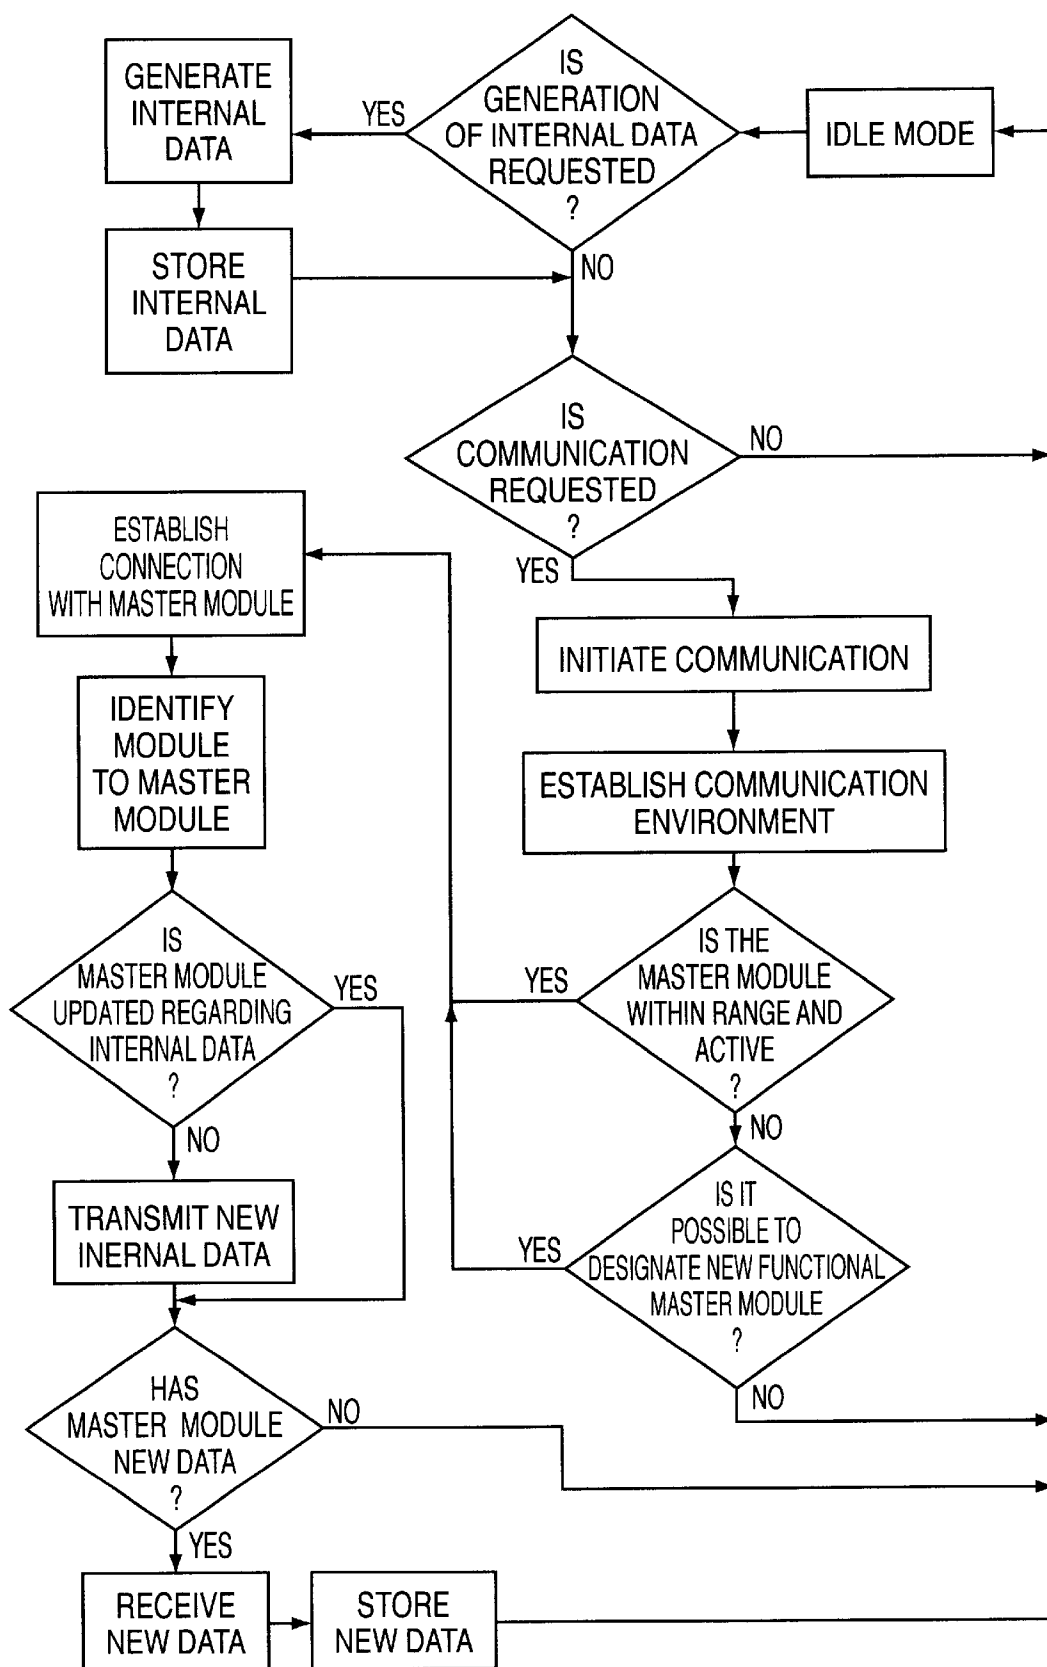 IDLE MODE
IS
GENERATION
OF INTERNAL DATA
REQUESTED
?
YES
GENERATE
INTERNAL
DATA
STORE
INTERNAL
DATA
NO
IS
COMMUNICATION
REQUESTED
?
NO
YES
INITIATE COMMUNICATION
ESTABLISH COMMUNICATION
ENVIRONMENT
IS THE
MASTER MODULE
WITHIN RANGE AND
ACTIVE
?
YES
NO
IS IT
POSSIBLE TO
DESIGNATE NEW FUNCTIONAL
MASTER MODULE
?
YES
NO
ESTABLISH
CONNECTION
WITH MASTER MODULE
IDENTIFY
MODULE
TO MASTER
MODULE
IS
MASTER MODULE
UPDATED REGARDING
INTERNAL DATA
?
YES
NO
TRANSMIT NEW
INERNAL DATA
HAS
MASTER MODULE
NEW DATA
?
NO
YES
RECEIVE
NEW DATA
STORE
NEW DATA